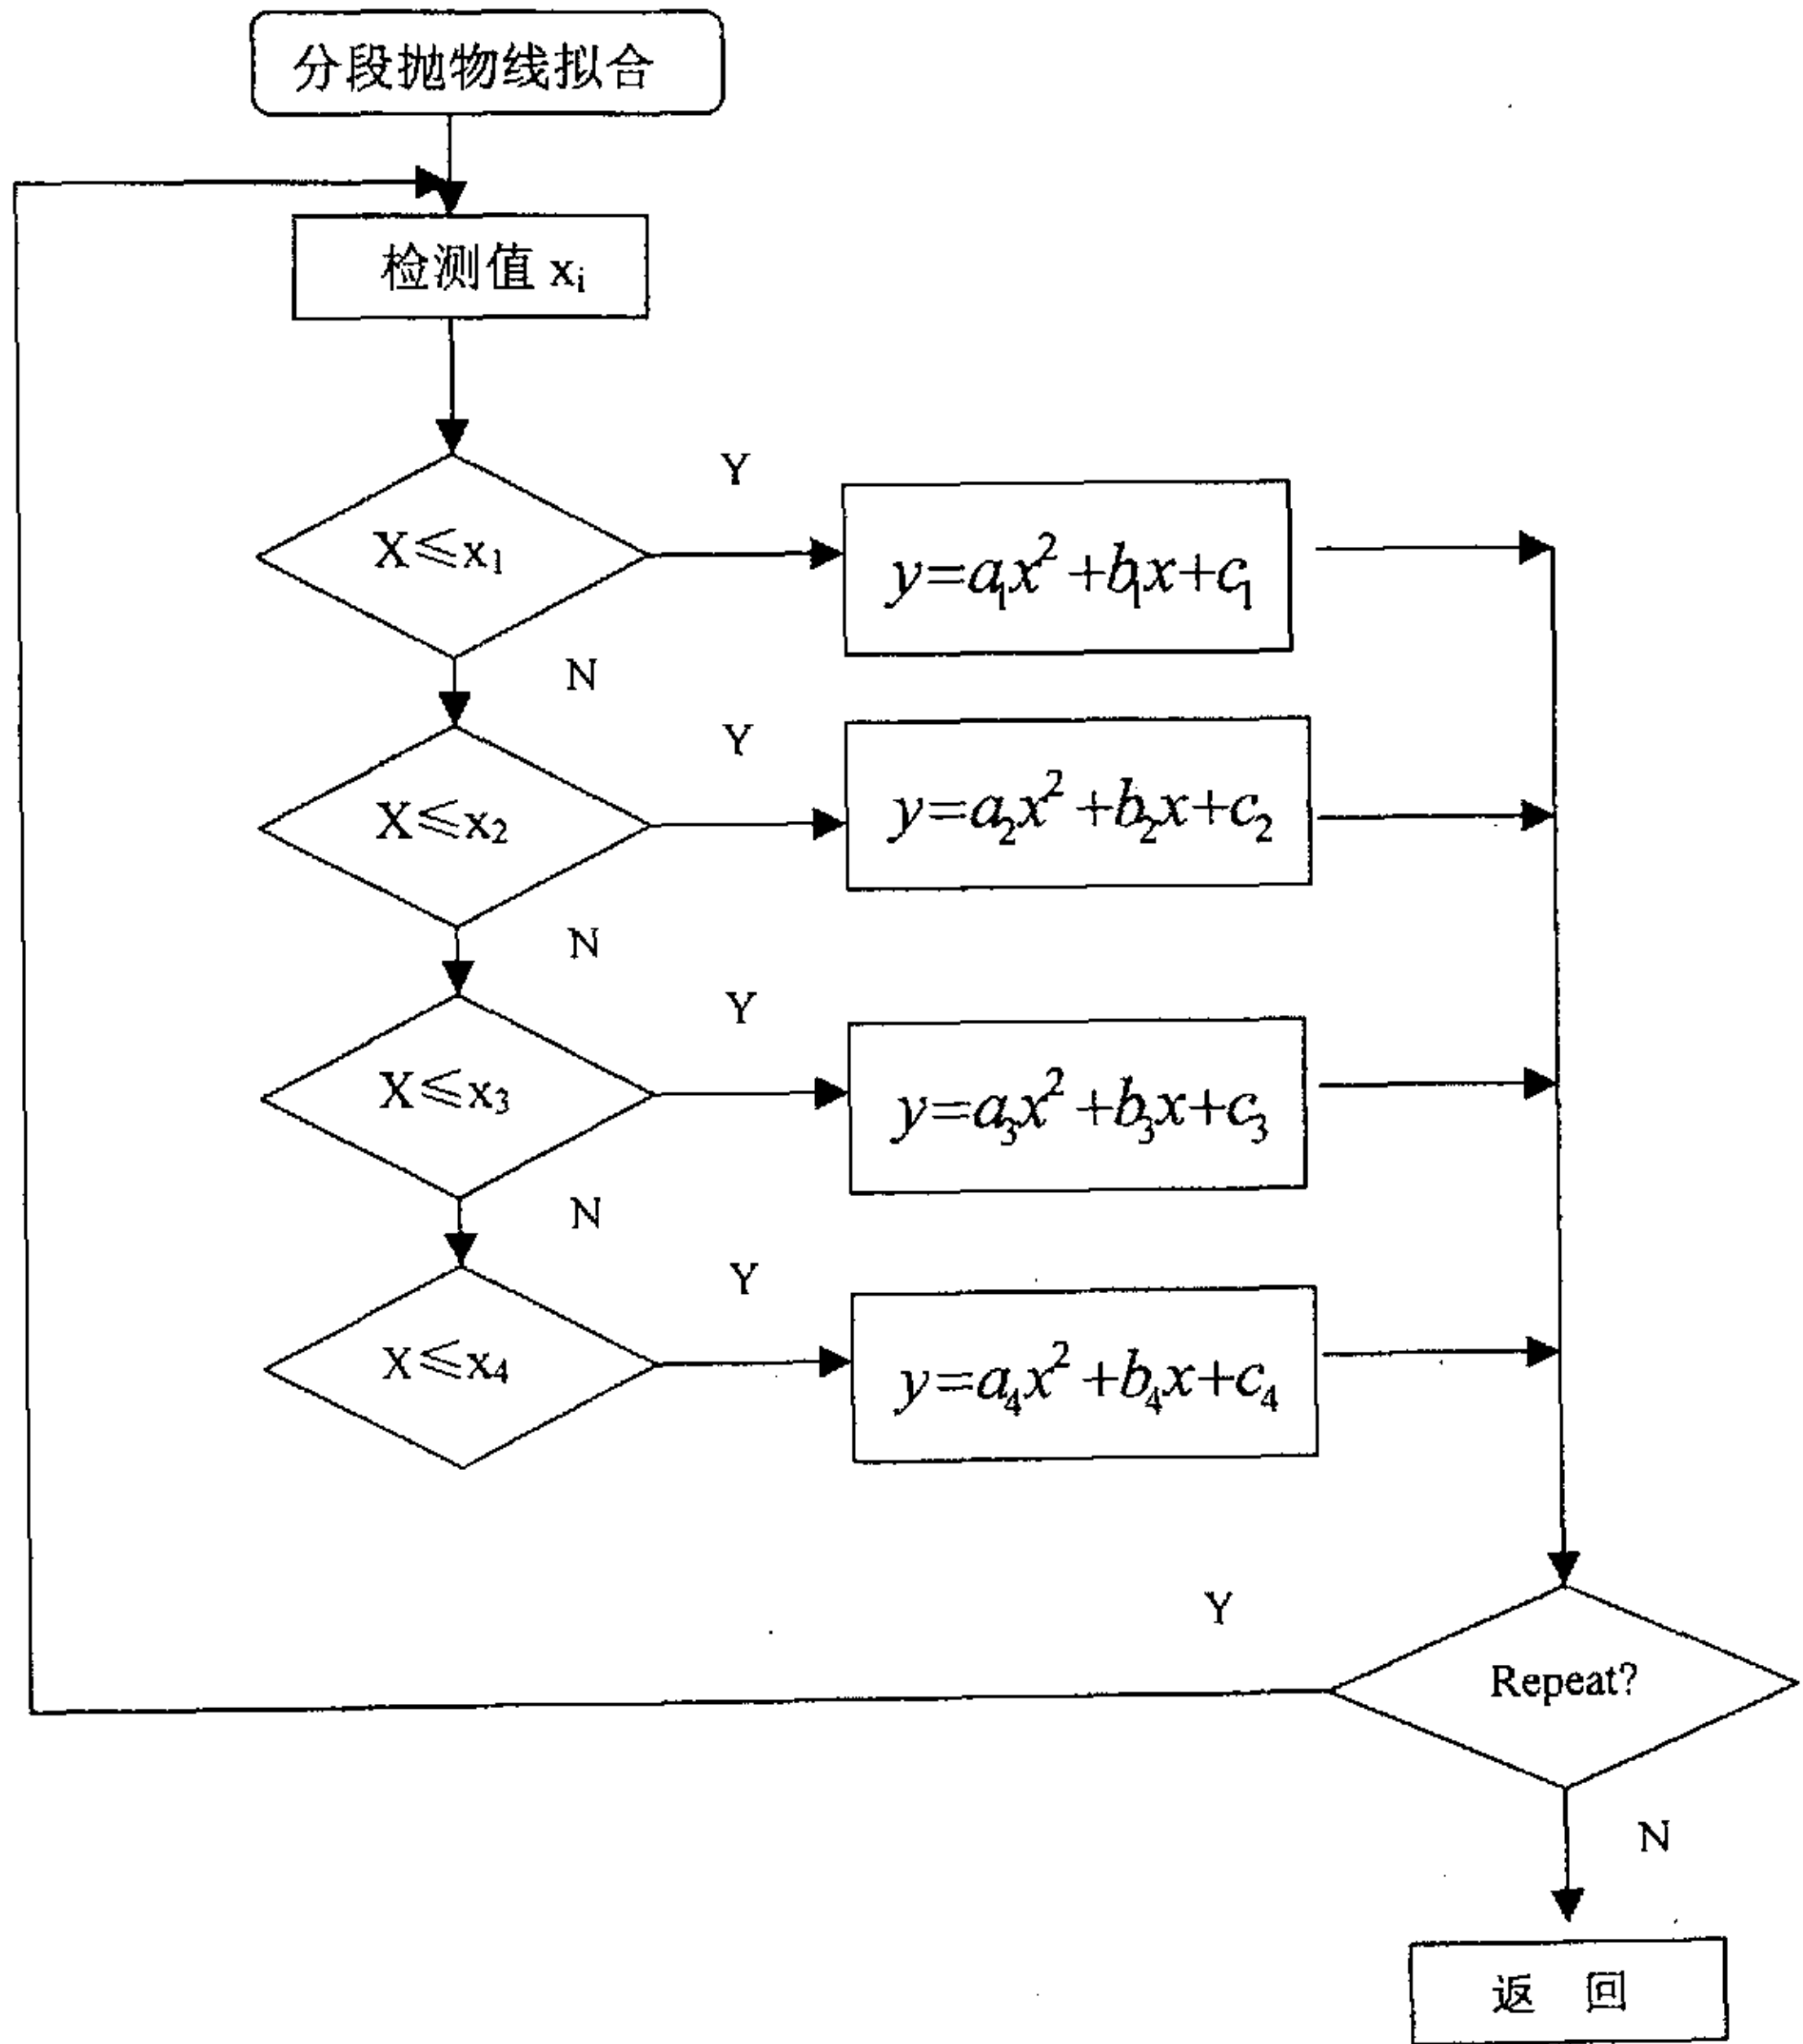 分段抛物线拟合
检测值 xᵢ
Y
X≤x₁
y=a₁x²+b₁x+c₁
N
Y
X≤x₂
y=a₂x²+b₂x+c₂
N
Y
X≤x₃
y=a₃x²+b₃x+c₃
N
Y
X≤x₄
y=a₄x²+b₄x+c₄
Y
Repeat?
N
返 回